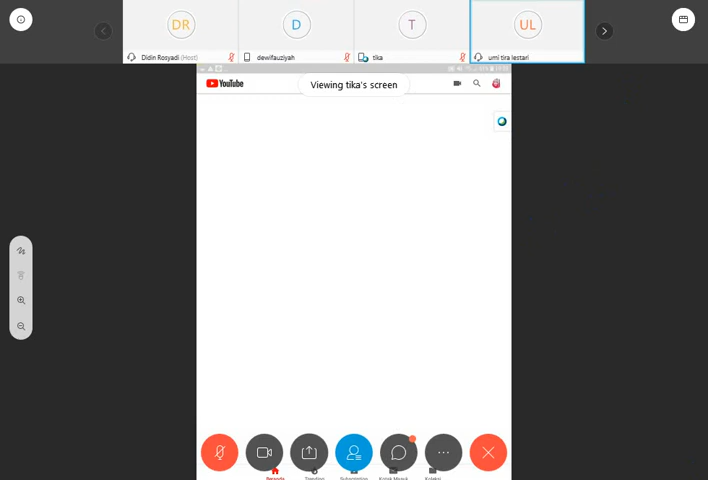 DR
D
T
UL
Didin Rosyadi (Host)
dewifauziyah
tika
umi tira lestari
Viewing tika's screen
YouTube
Beranda
Trending
Subscription
Kotak Masuk
Koleksi